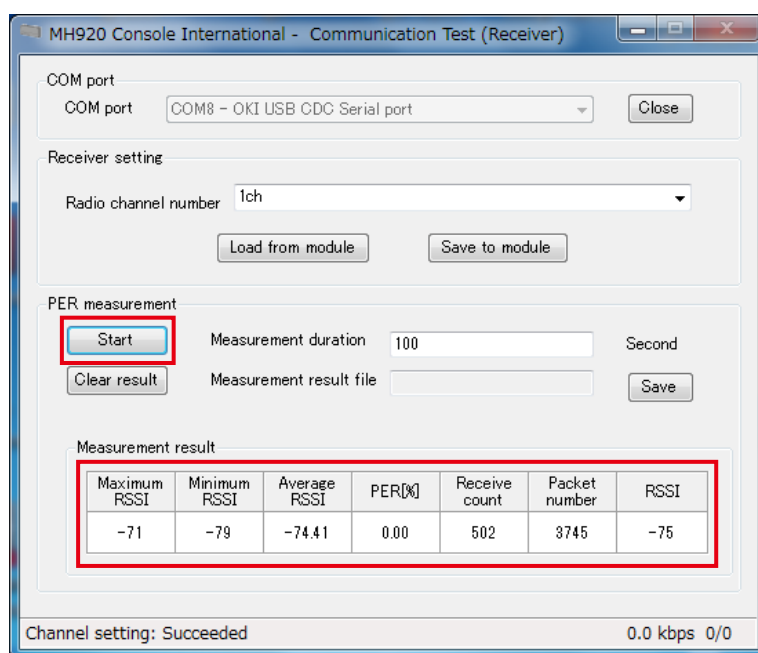 MH920 Console International - Communication Test (Receiver)
COM port
COM port COM8 - OKI USB CDC Serial port Close
Receiver setting
Radio channel number 1ch
Load from module Save to module
PER measurement
Start Measurement duration 100 Second
Clear result Measurement result file Save
Measurement result
Maximum RSSI Minimum RSSI Average RSSI PER[%] Receive count Packet number RSSI
-71 -79 -74.41 0.00 502 3745 -75
Channel setting: Succeeded 0.0 kbps 0/0